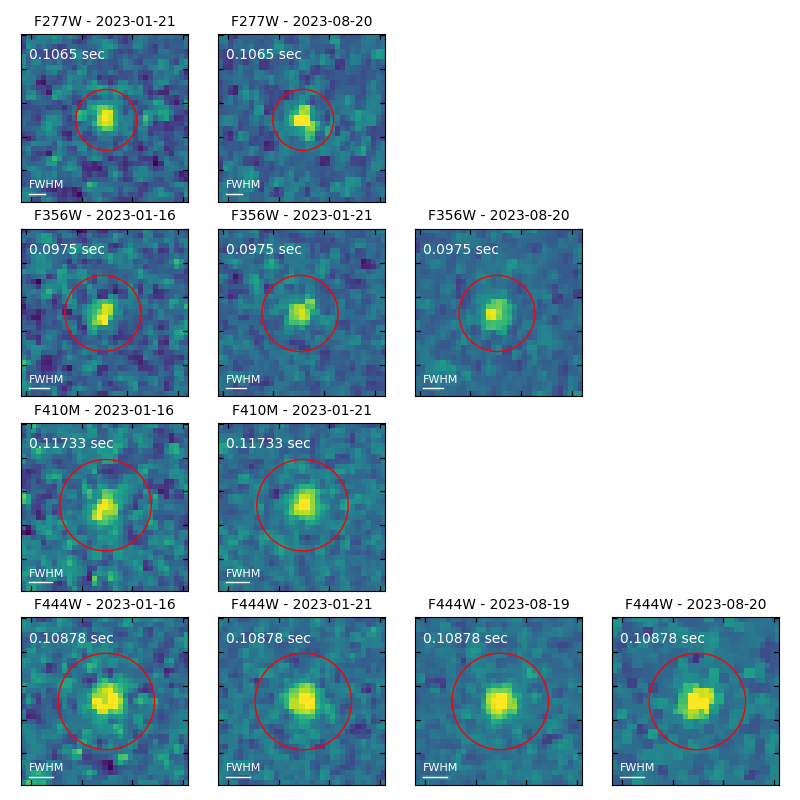 F277W - 2023-01-21
0.1065 sec
FWHM
F277W - 2023-08-20
0.1065 sec
FWHM
F356W - 2023-01-16
0.0975 sec
FWHM
F356W - 2023-01-21
0.0975 sec
FWHM
F356W - 2023-08-20
0.0975 sec
FWHM
F410M - 2023-01-16
0.11733 sec
FWHM
F410M - 2023-01-21
0.11733 sec
FWHM
F444W - 2023-01-16
0.10878 sec
FWHM
F444W - 2023-01-21
0.10878 sec
FWHM
F444W - 2023-08-19
0.10878 sec
FWHM
F444W - 2023-08-20
0.10878 sec
FWHM